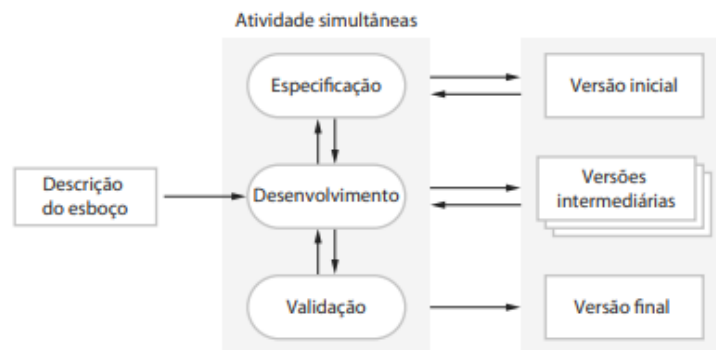 Atividade simultâneas
Especificação
Versão inicial
Descrição
do esboço
Desenvolvimento
Versões
intermediárias
Validação
Versão final